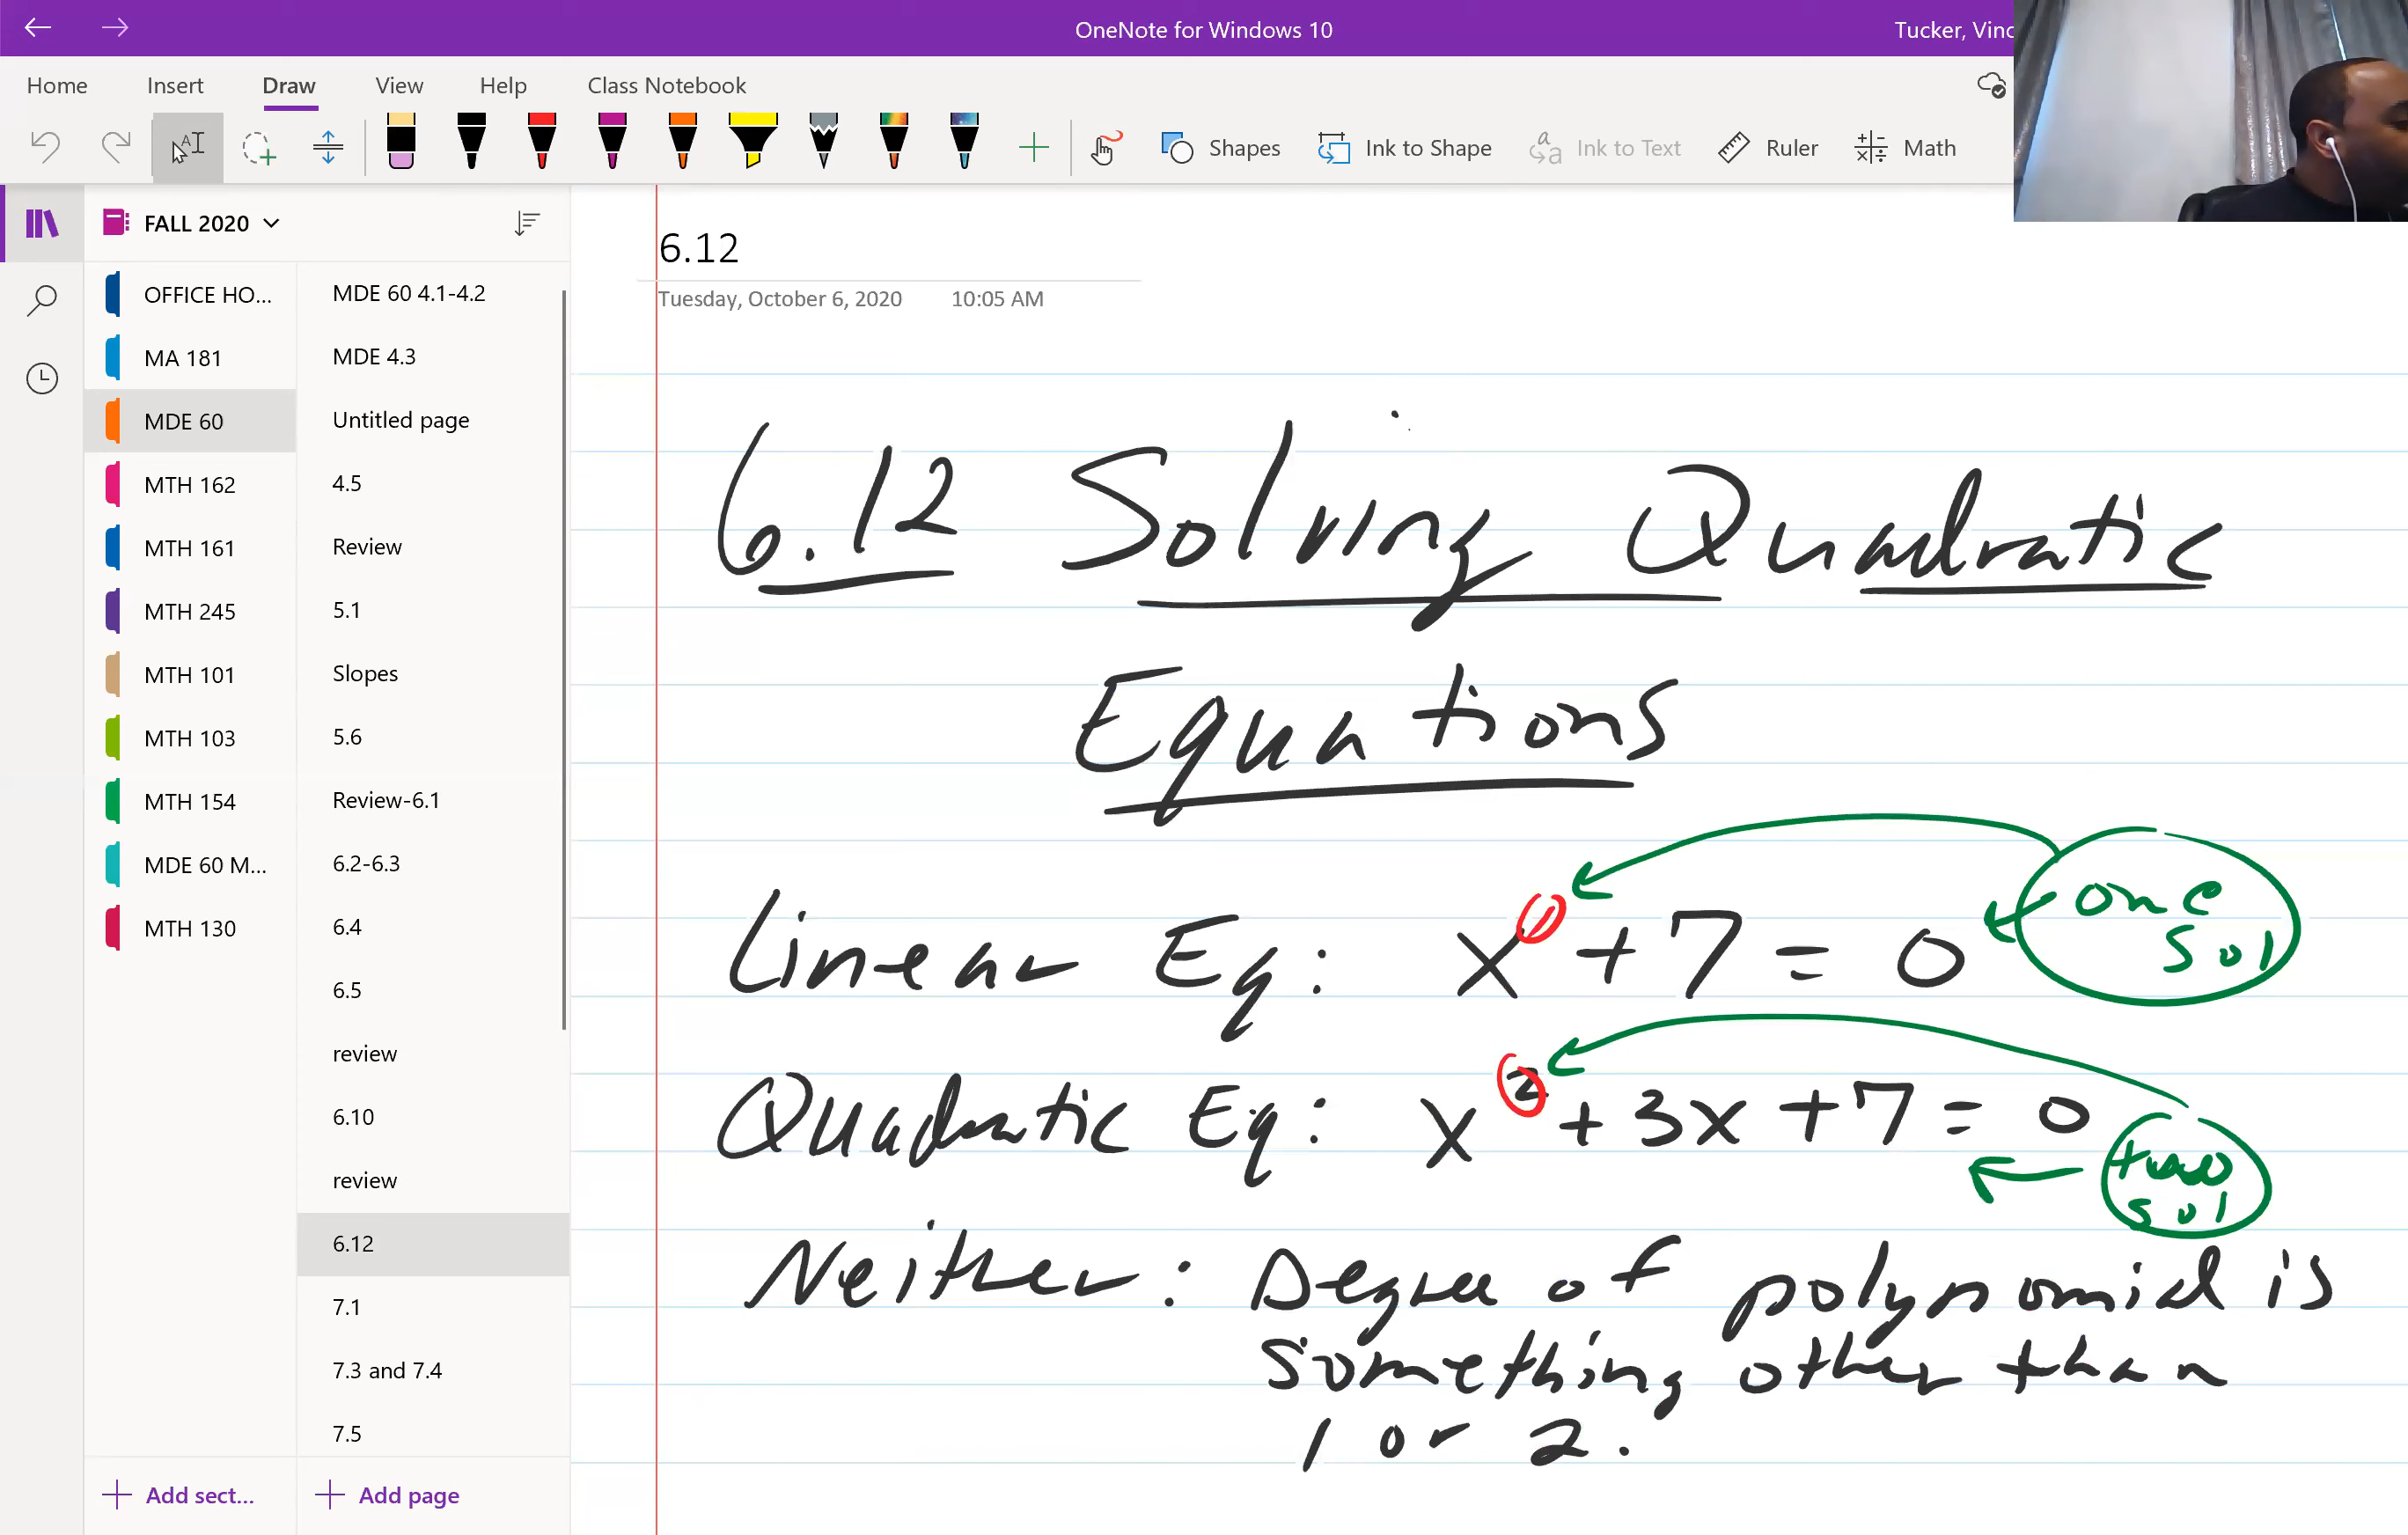 OneNote for Windows 10
Tucker, Vinc
Home Insert Draw View Help Class Notebook
Shapes Ink to Shape Ink to Text Ruler Math
FALL 2020
OFFICE HO...
MA 181
MDE 60
MTH 162
MTH 161
MTH 245
MTH 101
MTH 103
MTH 154
MDE 60 M...
MTH 130
Add sect...
MDE 60 4.1-4.2
MDE 4.3
Untitled page
4.5
Review
5.1
Slopes
5.6
Review-6.1
6.2-6.3
6.4
6.5
review
6.10
review
6.12
7.1
7.3 and 7.4
7.5
Add page
6.12
Tuesday, October 6, 2020 10:05 AM
6.12 Solving Quadratic
Equations
Linear Eq: x¹ + 7 = 0 one
sol
Quadratic Eq: x² + 3x + 7 = 0
two
sol
Neither: Degree of polynomial is
something other than
1 or 2.